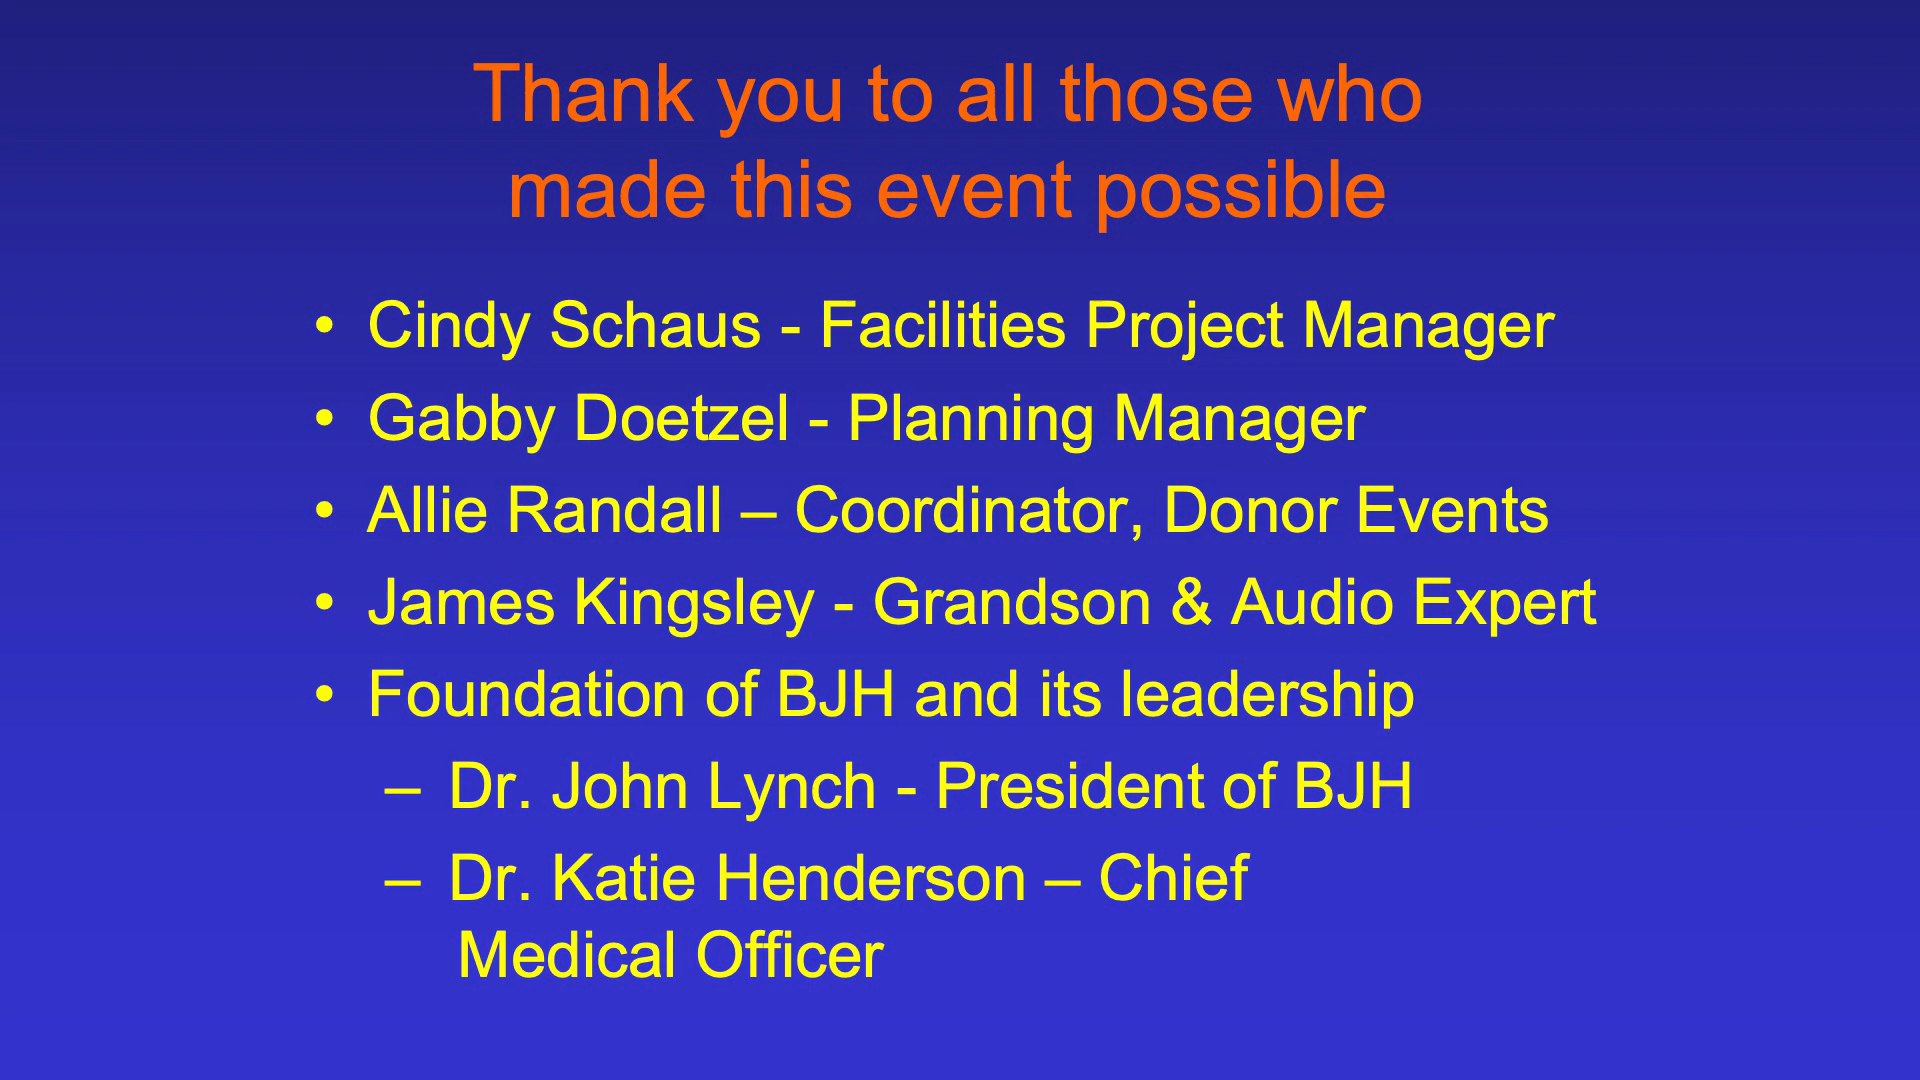 Thank you to all those who
made this event possible
• Cindy Schaus - Facilities Project Manager
• Gabby Doetzel - Planning Manager
• Allie Randall – Coordinator, Donor Events
• James Kingsley - Grandson & Audio Expert
• Foundation of BJH and its leadership
– Dr. John Lynch - President of BJH
– Dr. Katie Henderson – Chief
Medical Officer